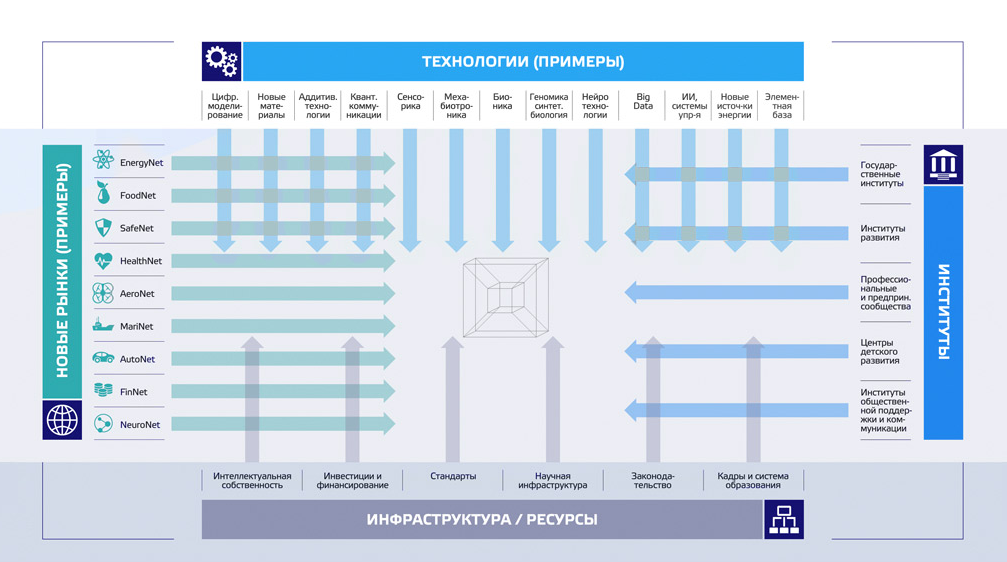 ТЕХНОЛОГИИ (ПРИМЕРЫ)
Цифр.
модели-
рование
Новые
мате-
риалы
Аддитив.
техно-
логии
Квант.
комму-
никации
Сенсо-
рика
Меха-
биотро-
ника
Био-
ника
Геномика
синтет.
биология
Нейро
техно-
логии
Big
Data
ИИ,
системы
упр-я
Новые
источ-ки
энергии
Элемен-
тная
база
НОВЫЕ РЫНКИ (ПРИМЕРЫ)
EnergyNet
FoodNet
SafeNet
HealthNet
AeroNet
MariNet
AutoNet
FinNet
NeuroNet
Государ-
ственные
институты
Институты
развития
Профессио-
нальные
и предприн.
сообщества
Центры
детского
развития
Институты
обществен-
ной поддер-
жки и ком-
муникации
ИНСТИТУТЫ
Интеллектуальная
собственность
Инвестиции и
финансирование
Стандарты
Научная
инфраструктура
Законода-
тельство
Кадры и система
образования
ИНФРАСТРУКТУРА / РЕСУРСЫ